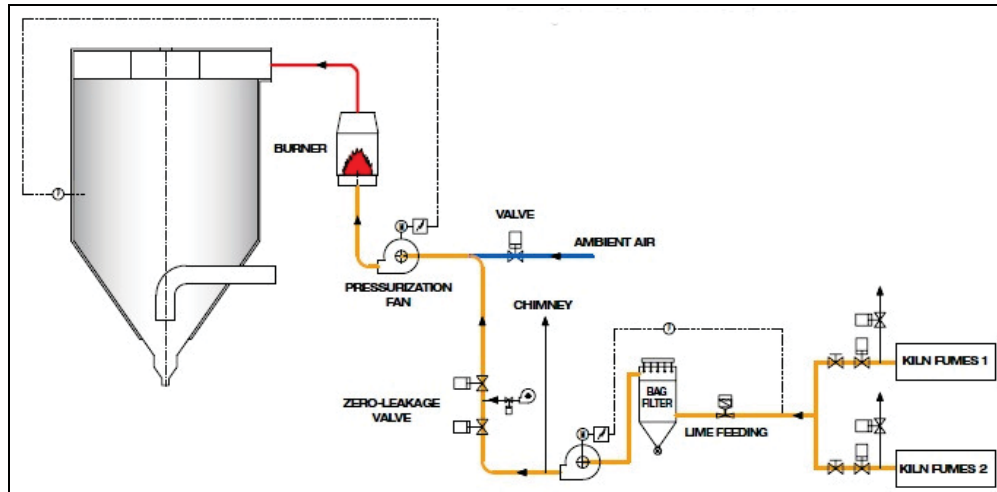 BURNER
VALVE
AMBIENT AIR
PRESSURIZATION
FAN
CHIMNEY
ZERO-LEAKAGE
VALVE
BAG
FILTER
LIME FEEDING
KILN FUMES 1
KILN FUMES 2